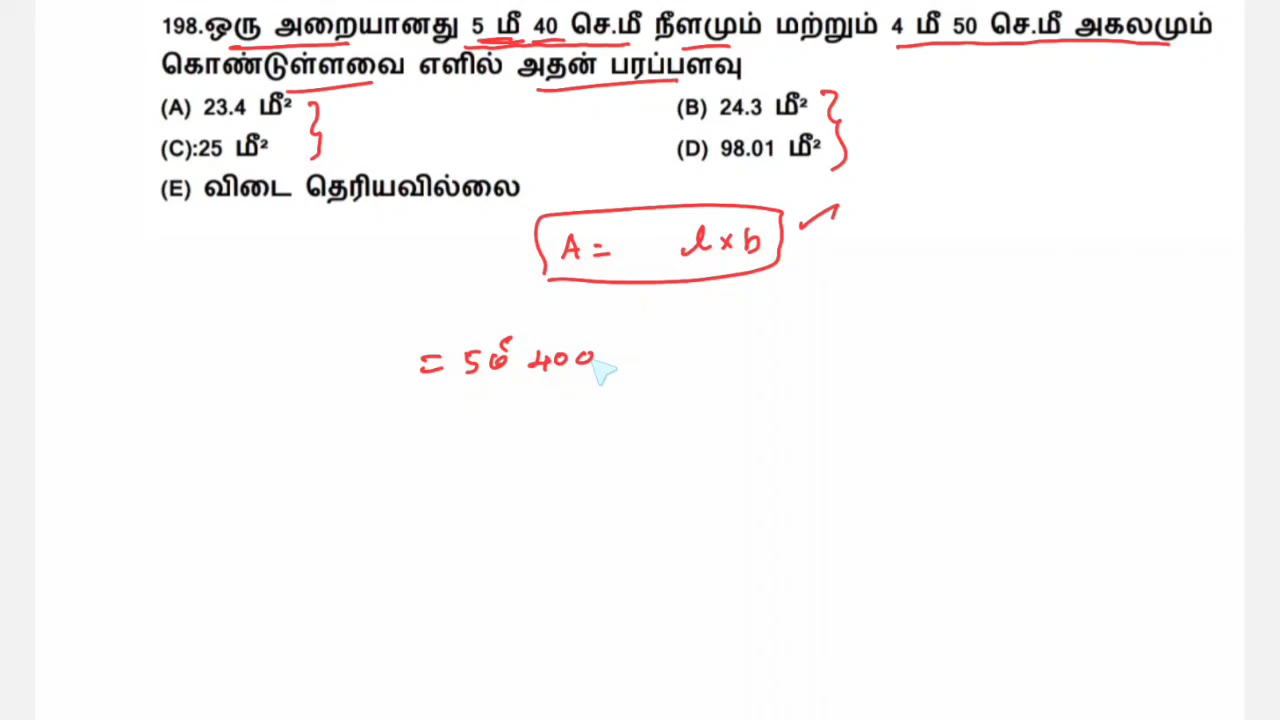 198.ஒரு அறையானது 5 மீ 40 செ.மீ நீளமும் மற்றும் 4 மீ 50 செ.மீ அகலமும்
கொண்டுள்ளவை எளில் அதன் பரப்பளவு
(A) 23.4 மீ² (B) 24.3 மீ²
(C):25 மீ² (D) 98.01 மீ²
(E) விடை தெரியவில்லை
A = l × b
= 5மீ 400